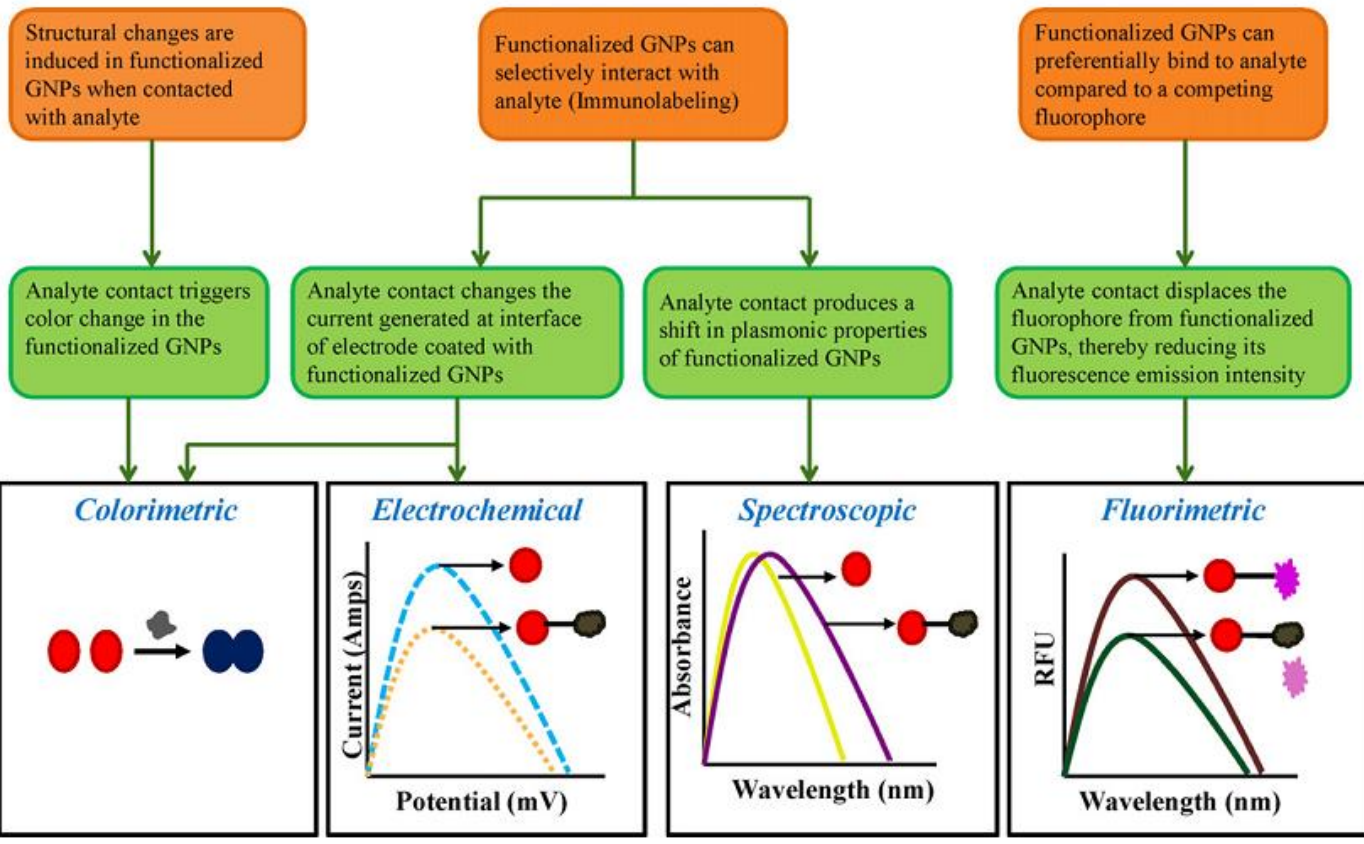 Structural changes are
induced in functionalized
GNPs when contacted
with analyte
Functionalized GNPs can
selectively interact with
analyte (Immunolabeling)
Functionalized GNPs can
preferentially bind to analyte
compared to a competing
fluorophore
Analyte contact triggers
color change in the
functionalized GNPs
Analyte contact changes the
current generated at interface
of electrode coated with
functionalized GNPs
Analyte contact produces a
shift in plasmonic properties
of functionalized GNPs
Analyte contact displaces the
fluorophore from functionalized
GNPs, thereby reducing its
fluorescence emission intensity
Colorimetric
Electrochemical
Current (Amps)
Potential (mV)
Spectroscopic
Absorbance
Wavelength (nm)
Fluorimetric
RFU
Wavelength (nm)